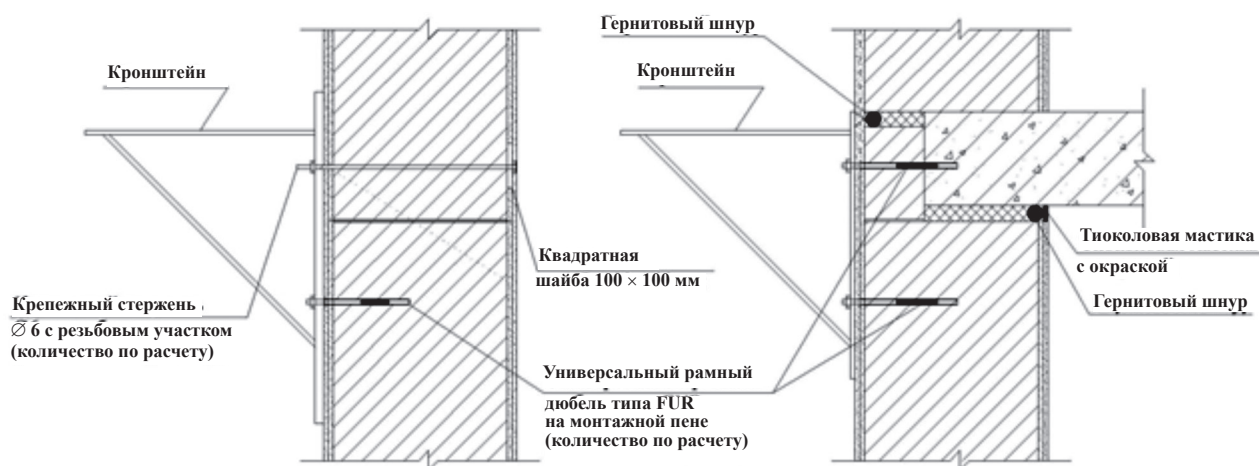 Кронштейн
Крепежный стержень
∅ 6 с резьбовым участком
(количество по расчету)
Квадратная
шайба 100 × 100 мм
Универсальный рамный
дюбель типа FUR
на монтажной пене
(количество по расчету)
Гернитовый шнур
Кронштейн
Тиоколовая мастика
с окраской
Гернитовый шнур